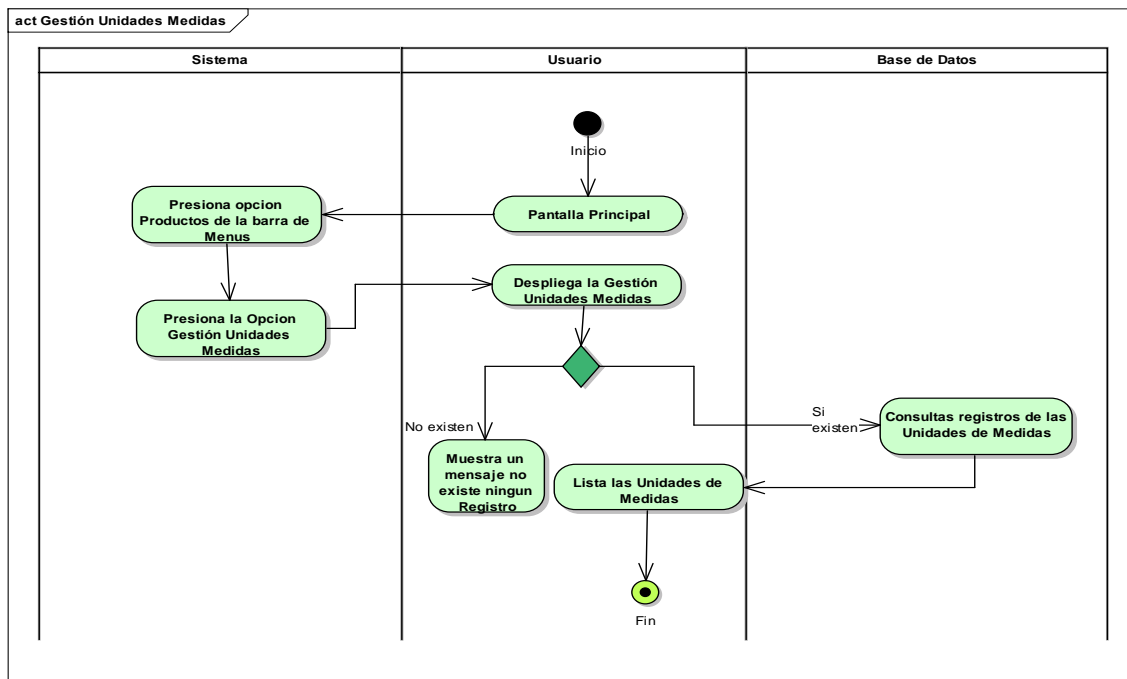 act Gestión Unidades Medidas
Sistema
Usuario
Base de Datos
Inicio
Pantalla Principal
Presiona opcion
Productos de la barra de
Menus
Presiona la Opcion
Gestión Unidades
Medidas
Despliega la Gestión
Unidades Medidas
No existen
Si
existen
Muestra un
mensaje no
existe ningun
Registro
Consultas registros de las
Unidades de Medidas
Lista las Unidades de
Medidas
Fin